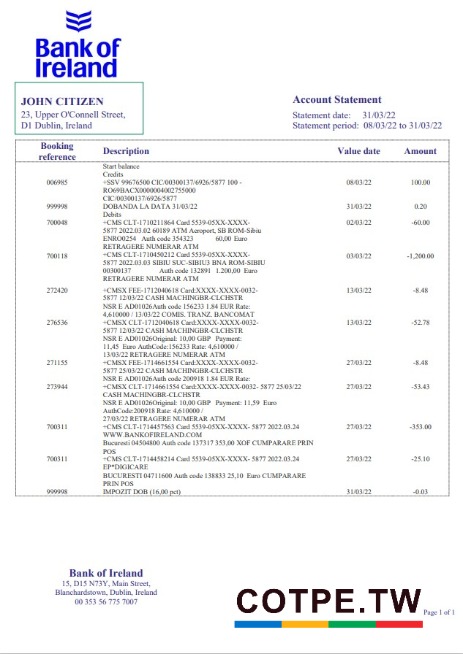 Bank of
Ireland
JOHN CITIZEN
23, Upper O'Connell Street,
D1 Dublin, Ireland
Account Statement
Statement date: 31/03/22
Statement period: 08/03/22 to 31/03/22
Booking reference Description Value date Amount
Start balance
Credits
006985 +SSV 99676500 CIC/00300137/6926/5877 100 - 08/03/22 100,00
RO69BACX0000004002755000
CIC/00300137/6926/5877
999998 DOBANDA LA DATA 31/03/22 31/03/22 0.20
Debits
700048 +CMS CLT-1710211864 Card 5539-05XX-XXXX- 02/03/22 -60.00
5877 2022.03.02 60189 ATM Aeroport, SB ROM-Sibiu
ENRO0254 Auth code 354323 60,00 Euro
RETRAGERE NUMERAR ATM
700118 +CMS CLT-1710450212 Card 5539-05XX-XXXX- 03/03/22 -1,200.00
5877 2022.03.03 SIBIU SUC-SIBIU3 BNA ROM-SIBIU
00300137 Auth code 132891 1.200,00 Euro
RETRAGERE NUMERAR ATM
272420 +CMSX FEE-1712040618 Card:XXXX-XXXX-0032- 13/03/22 -8.48
5877 12/03/22 CASH MACHINGBR-CLCHSTR
NSR E AD01026Auth code 156233 1.84 EUR Rate:
4,610000 / 13/03/22 COMIS. TRANZ. BANCOMAT
276536 +CMSX CLT-1712040618 Card:XXXX-XXXX-0032- 13/03/22 -52.78
5877 12/03/22 CASH MACHINGBR-CLCHSTR
NSR E AD01026Original: 10,00 GBP Payment:
11,45 Euro AuthCode:156233 Rate: 4,610000 /
13/03/22 RETRAGERE NUMERAR ATM
271155 +CMSX FEE-1714661554 Card:XXXX-XXXX-0032- 27/03/22 -8.48
5877 25/03/22 CASH MACHINGBR-CLCHSTR
NSR E AD01026Auth code 200918 1.84 EUR Rate:
273944 +CMSX CLT-1714661554 Card:XXXX-XXXX-0032- 5877 25/03/22 27/03/22 -53.43
CASH MACHINGBR-CLCHSTR
NSR E AD01026Original: 10,00 GBP Payment: 11,59 Euro
AuthCode:200918 Rate: 4,610000 /
27/03/22 RETRAGERE NUMERAR ATM
700311 +CMS CLT-1714457563 Card 5539-05XX-XXXX- 5877 2022.03.24 27/03/22 -353.00
WWW.BANKOFIRELAND.COM
Bucuresti 04504800 Auth code 137317 353,00 XOF CUMPARARE PRIN
POS
700311 +CMS CLT-1714458214 Card 5539-05XX-XXXX- 5877 2022.03.24 27/03/22 -25.10
EP*DIGICARE
BUCURESTI 04711600 Auth code 138833 25,10 Euro CUMPARARE
PRIN POS
999998 IMPOZIT DOB (16,00 pct) 31/03/22 -0.03
Bank of Ireland
15, D15 N73Y, Main Street,
Blanchardstown, Dublin, Ireland
00 353 56 775 7007
COTPE.TW
Page 1 of 1